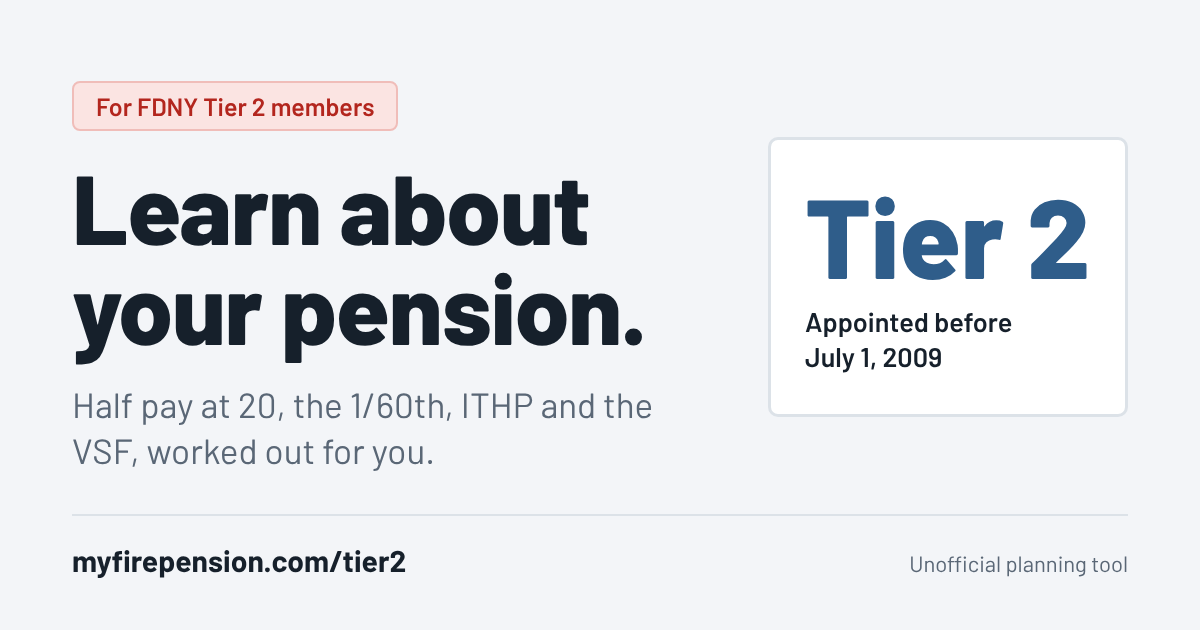 For FDNY Tier 2 members
Learn about
your pension.
Half pay at 20, the 1/60th, ITHP and the
VSF, worked out for you.
Tier 2
Appointed before
July 1, 2009
myfirepension.com/tier2
Unofficial planning tool